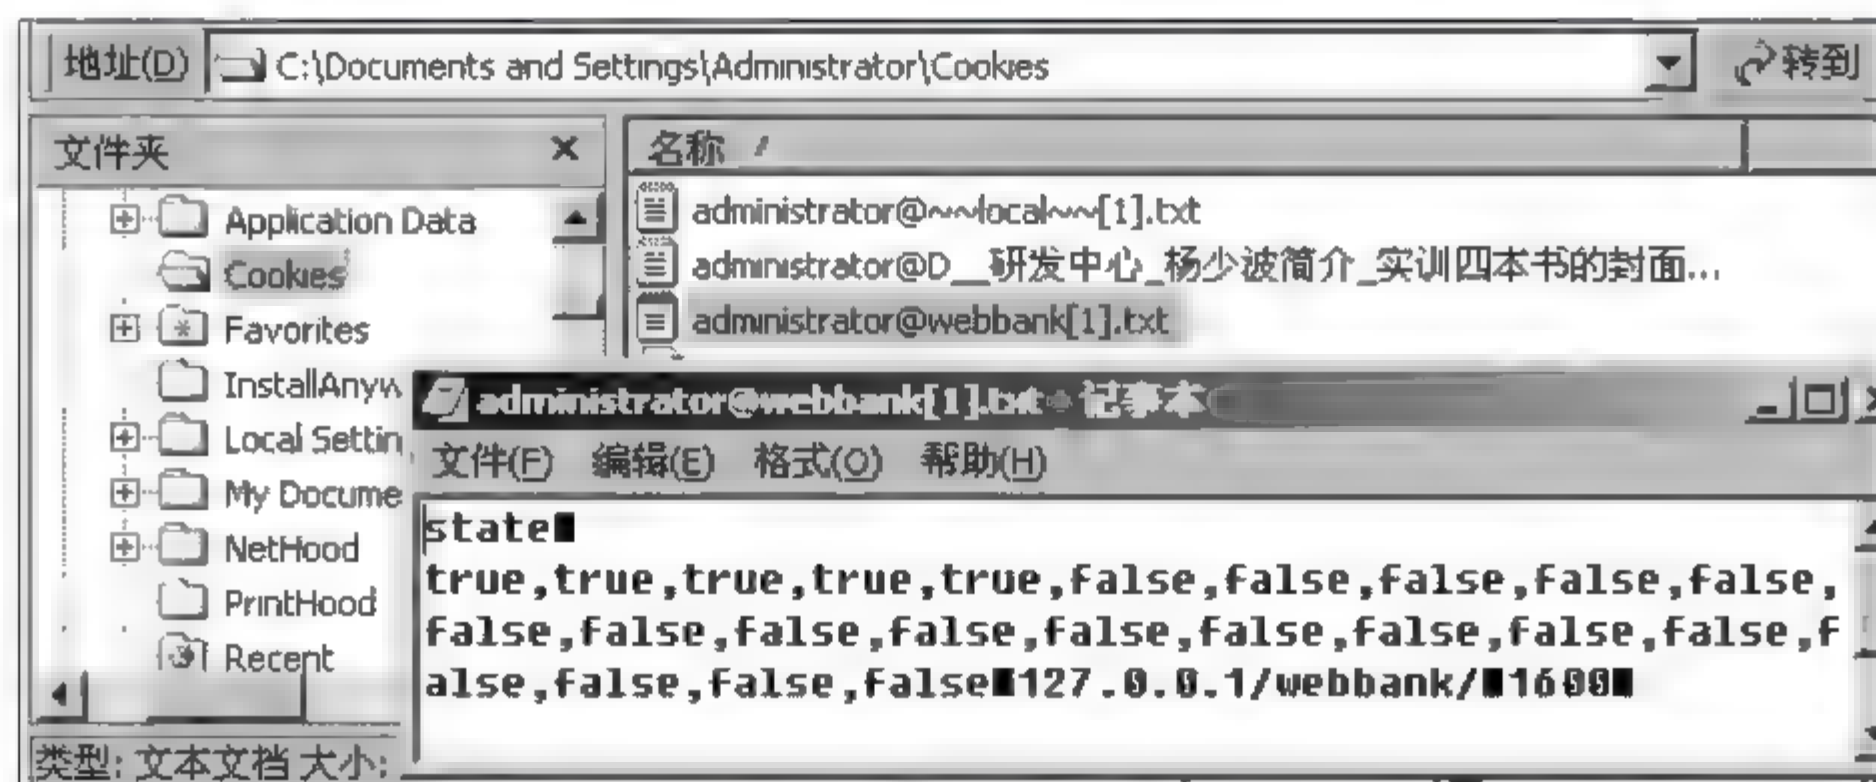 地址(D) C:\Documents and Settings\Administrator\Cookies 转到
文件夹
Application Data
Cookies
Favorites
InstallAnyw
Local Settin
My Docume
NetHood
PrintHood
Recent
名称
administrator@~~local~~[1].txt
administrator@D__研发中心_杨少波简介_实训四本书的封面...
administrator@webbank[1].txt
administrator@webbank[1].txt - 记事本
文件(F) 编辑(E) 格式(O) 帮助(H)
state
true,true,true,true,true,false,false,false,false,false,
false,false,false,false,false,false,false,false,false,f
alse,false,false,false■127.0.0.1/webbank/■1600■
类型: 文本文档 大小: